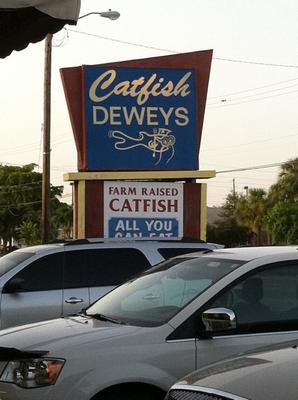 Catfish
DEWEYS
FARM RAISED
CATFISH
ALL YOU
CAN EAT